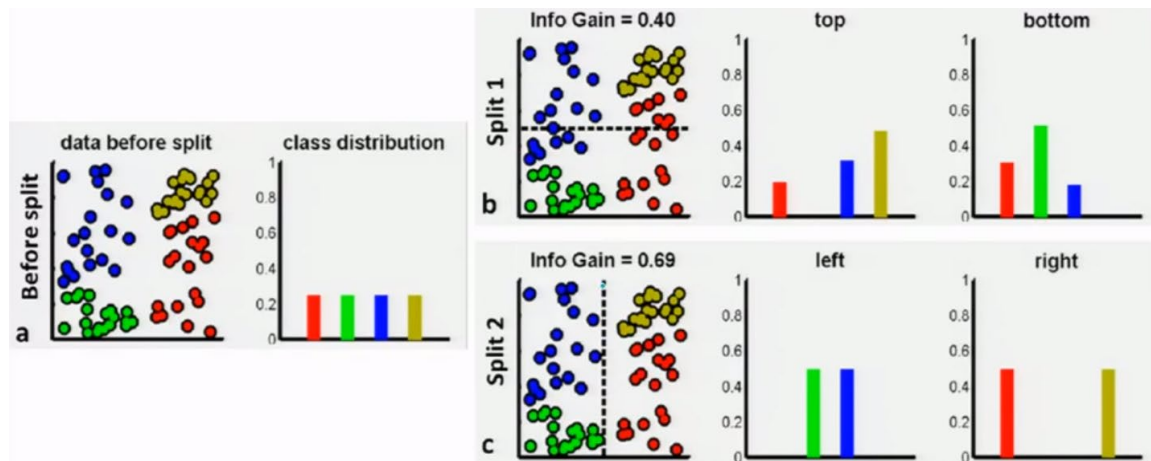 data before split
class distribution
Before split
1
0.8
0.6
0.4
0.2
0
a
Info Gain = 0.40
top
bottom
Split 1
1
0.8
0.6
0.4
0.2
0
1
0.8
0.6
0.4
0.2
0
b
Info Gain = 0.69
left
right
Split 2
1
0.8
0.6
0.4
0.2
0
1
0.8
0.6
0.4
0.2
0
c